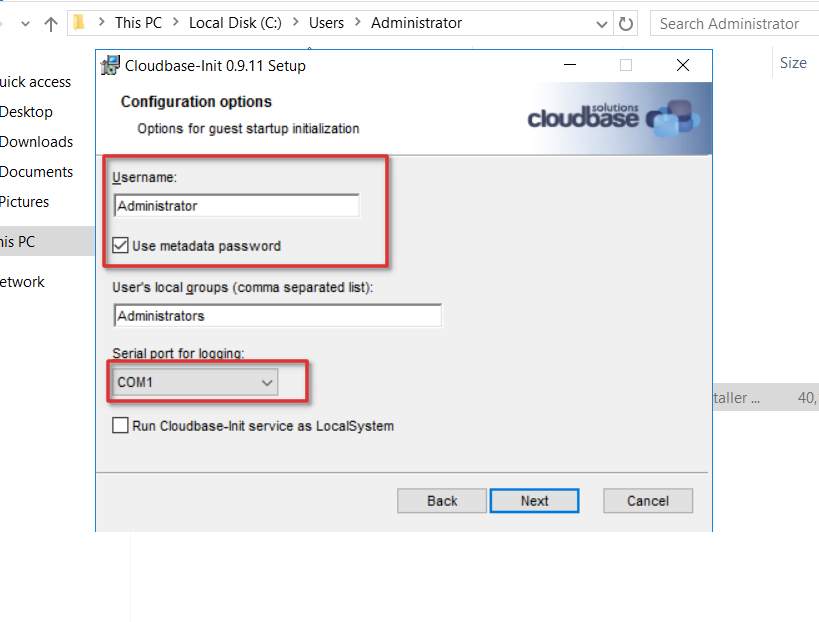 This PC > Local Disk (C:) > Users > Administrator
Search Administrator
Size
uick access
Desktop
Downloads
Documents
Pictures
his PC
etwork
Cloudbase-Init 0.9.11 Setup
Configuration options
Options for guest startup initialization
cloudbase solutions
Username:
Administrator
Use metadata password
User's local groups (comma separated list):
Administrators
Serial port for logging:
COM1
Run Cloudbase-Init service as LocalSystem
Back
Next
Cancel
taller ...
40,